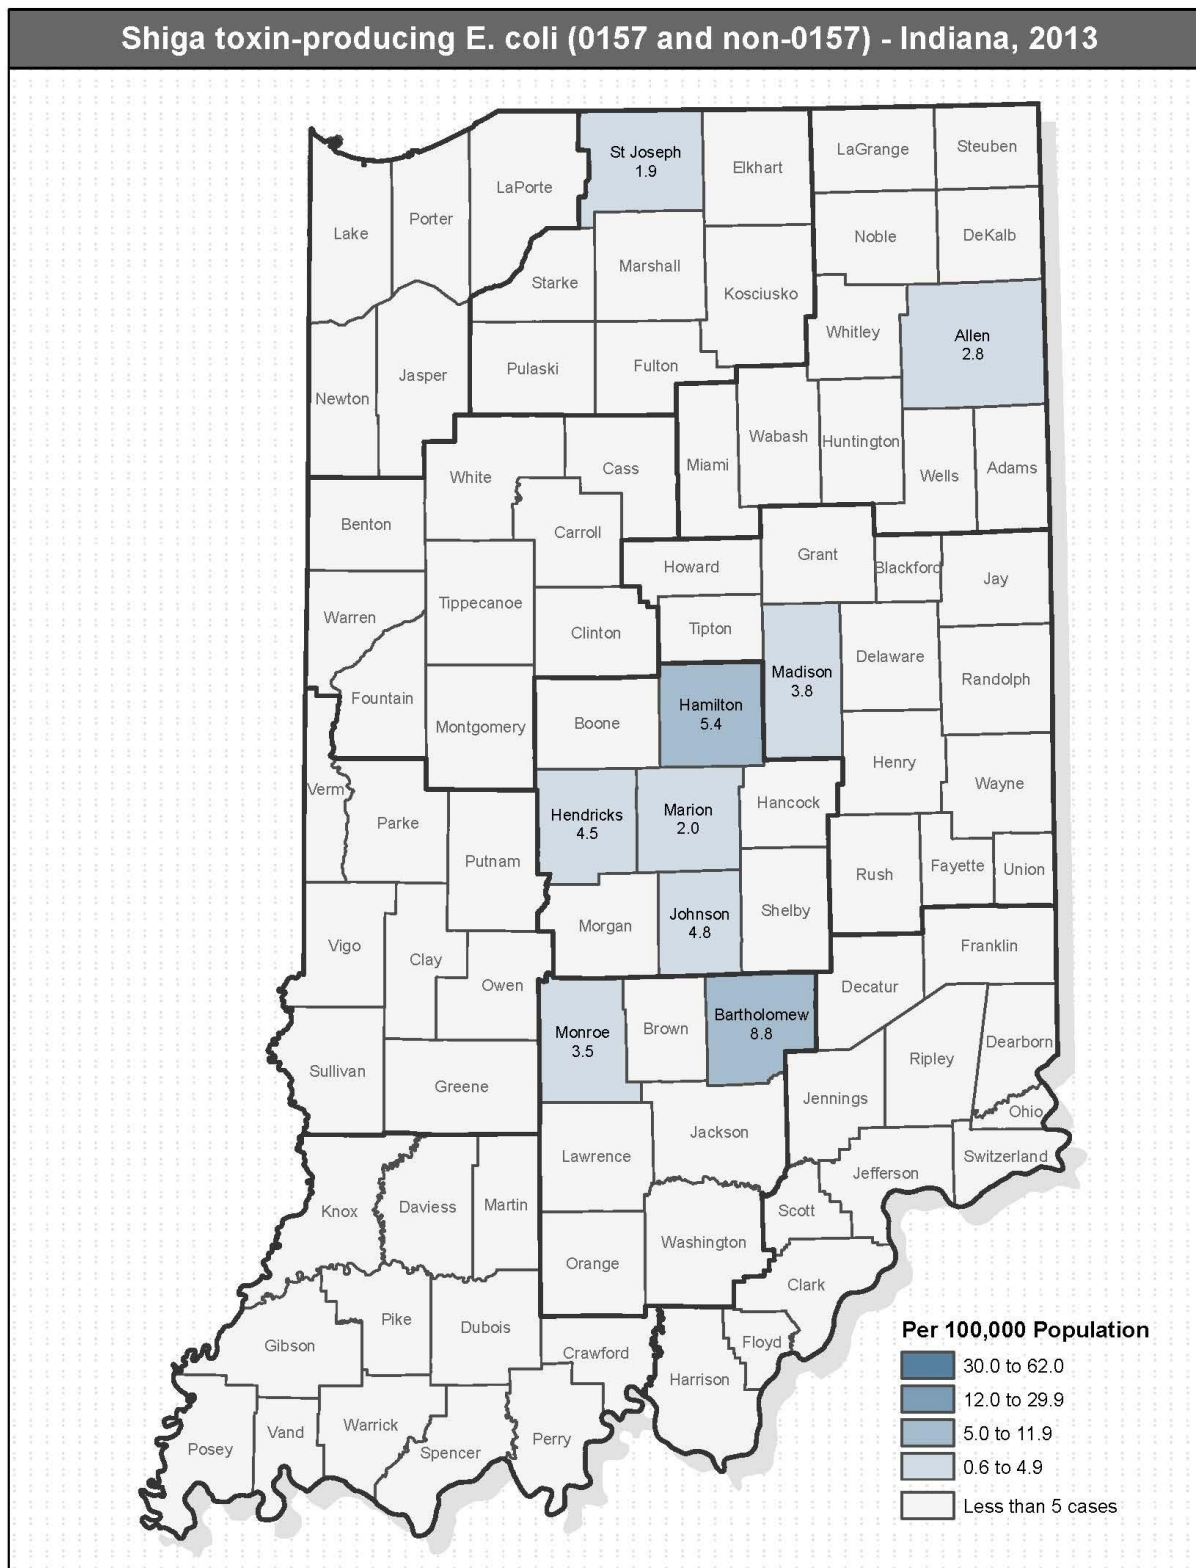 Shiga toxin-producing E. coli (0157 and non-0157) - Indiana, 2013
St Joseph
1.9
Elkhart
LaGrange
Steuben
LaPorte
Porter
Lake
Noble
DeKalb
Marshall
Starke
Kosciusko
Whitley
Allen
2.8
Pulaski
Fulton
Jasper
Newton
Wabash
Huntington
Miami
Wells
Adams
White
Cass
Benton
Carroll
Howard
Grant
Blackford
Jay
Warren
Tippecanoe
Clinton
Tipton
Madison
3.8
Delaware
Randolph
Fountain
Montgomery
Boone
Hamilton
5.4
Henry
Wayne
Verm
Parke
Putnam
Hendricks
4.5
Marion
2.0
Hancock
Rush
Fayette
Union
Vigo
Clay
Owen
Morgan
Johnson
4.8
Shelby
Franklin
Decatur
Sullivan
Greene
Monroe
3.5
Brown
Bartholomew
8.8
Ripley
Dearborn
Jennings
Ohio
Jackson
Lawrence
Jefferson
Switzerland
Knox
Daviess
Martin
Scott
Orange
Washington
Clark
Gibson
Pike
Dubois
Crawford
Floyd
Harrison
Posey
Vand
Warrick
Spencer
Perry
Per 100,000 Population
30.0 to 62.0
12.0 to 29.9
5.0 to 11.9
0.6 to 4.9
Less than 5 cases